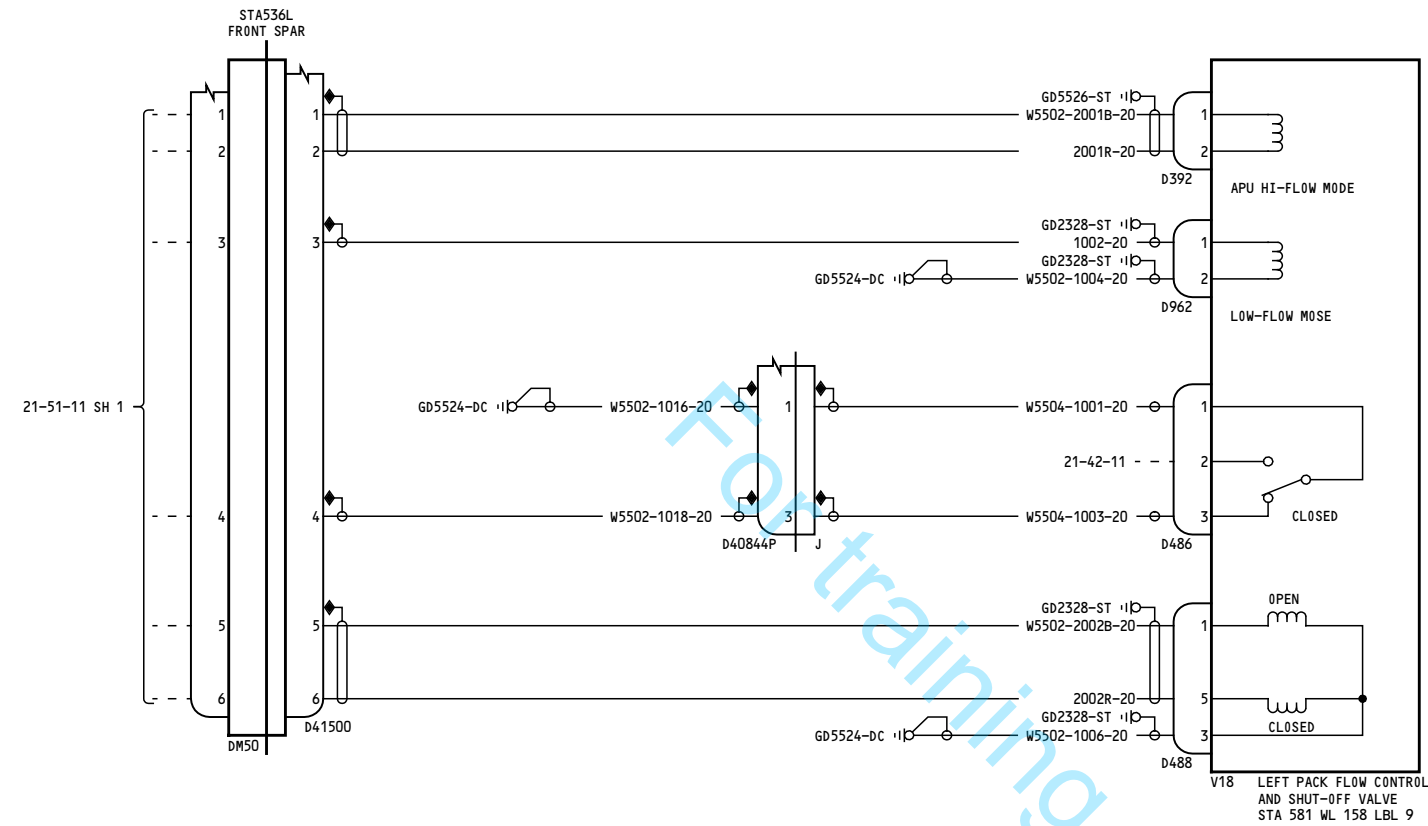 STA536L
FRONT SPAR
1 1 GD5526-ST
W5502-2001B-20 1
2 2 2001R-20 2
D392
APU HI-FLOW MODE
3 3 GD2328-ST
1002-20 1
GD2328-ST
GD5524-DC W5502-1004-20 2
D962
LOW-FLOW MOSE
21-51-11 SH 1 GD5524-DC W5502-1016-20 1 W5504-1001-20 1
21-42-11 2
4 4 W5502-1018-20 3 W5504-1003-20 3
CLOSED
D40844P J D486
OPEN
GD2328-ST
5 5 W5502-2002B-20 1
6 6 2002R-20 5
GD2328-ST
CLOSED
D41500
GD5524-DC W5502-1006-20 3
DM50
D488
V18 LEFT PACK FLOW CONTROL
AND SHUT-OFF VALVE
STA 581 WL 158 LBL 9
For training